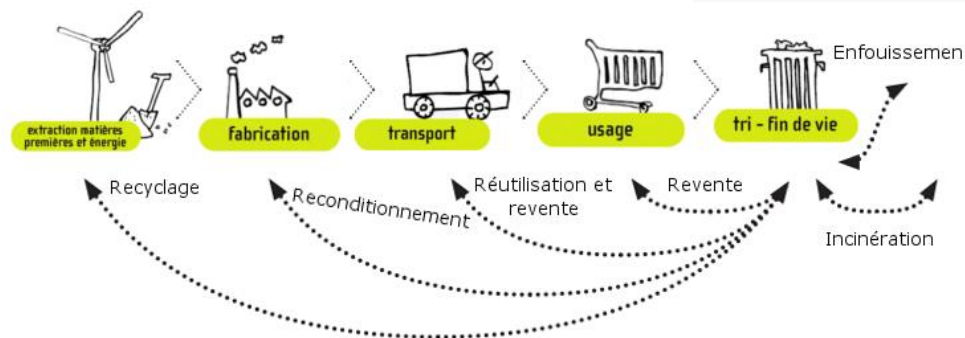 Enfouissemen
extraction matières
premières et énergie
fabrication
transport
usage
tri - fin de vie
Recyclage
Reconditionnement
Réutilisation et
revente
Revente
Incinération